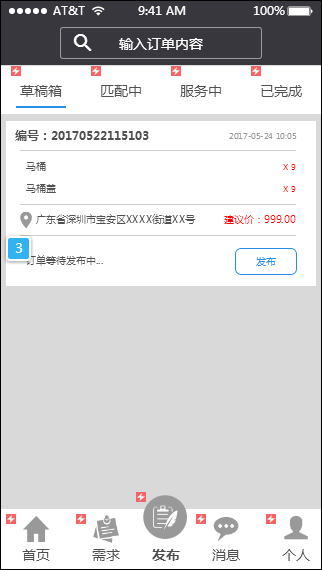 AT&T 9:41 AM 100%
输入订单内容
草稿箱 匹配中 服务中 已完成
编号：20170522115103 2017-05-24 10:05
马桶 X 9
马桶盖 X 9
广东省深圳市宝安区XXXX街道XX号 建议价：999.00
3
订单等待发布中... 发布
首页 需求 发布 消息 个人